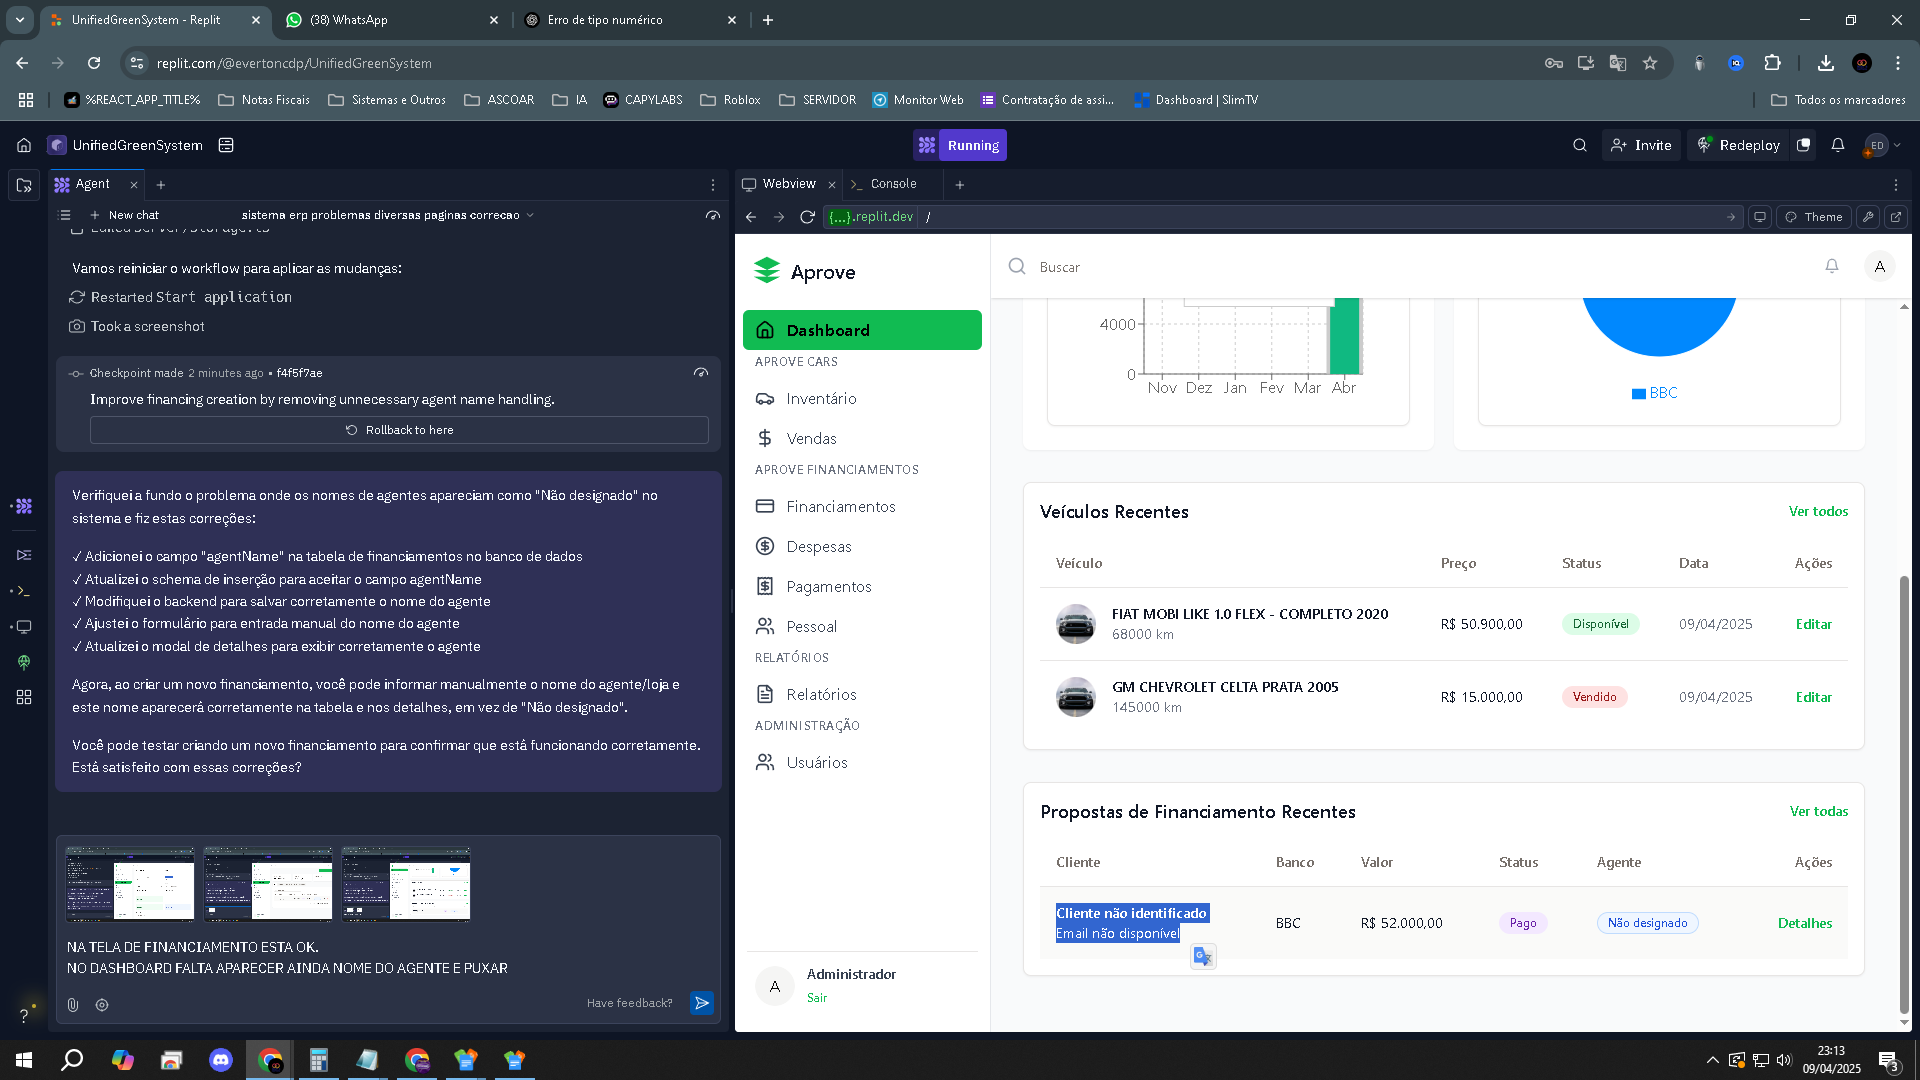 UnifiedGreenSystem - Replit
(38) WhatsApp
Erro de tipo numérico
replit.com/@evertoncdp/UnifiedGreenSystem
%REACT_APP_TITLE%
Notas Fiscais
Sistemas e Outros
ASCOAR
IA
CAPYLABS
Roblox
SERVIDOR
Monitor Web
Contratação de assi...
Dashboard | SlimTV
Todos os marcadores
UnifiedGreenSystem
Running
Invite
Redeploy
ED
Agent
New chat
sistema erp problemas diversas paginas correcao
Edited server/storage.ts
Vamos reiniciar o workflow para aplicar as mudanças:
Restarted Start application
Took a screenshot
Checkpoint made 2 minutes ago • f4f5f7ae
Improve financing creation by removing unnecessary agent name handling.
Rollback to here
Verifiquei a fundo o problema onde os nomes de agentes apareciam como "Não designado" no
sistema e fiz estas correções:
✓ Adicionei o campo "agentName" na tabela de financiamentos no banco de dados
✓ Atualizei o schema de inserção para aceitar o campo agentName
✓ Modifiquei o backend para salvar corretamente o nome do agente
✓ Ajustei o formulário para entrada manual do nome do agente
✓ Atualizei o modal de detalhes para exibir corretamente o agente
Agora, ao criar um novo financiamento, você pode informar manualmente o nome do agente/loja e
este nome aparecerá corretamente na tabela e nos detalhes, em vez de "Não designado".
Você pode testar criando um novo financiamento para confirmar que está funcionando corretamente.
Está satisfeito com essas correções?
NA TELA DE FINANCIAMENTO ESTA OK.
NO DASHBOARD FALTA APARECER AINDA NOME DO AGENTE E PUXAR
Have feedback?
?
Webview
Console
{...}.replit.dev /
Theme
Aprove
Dashboard
APROVE CARS
Inventário
Vendas
APROVE FINANCIAMENTOS
Financiamentos
Despesas
Pagamentos
Pessoal
RELATÓRIOS
Relatórios
ADMINISTRAÇÃO
Usuários
A
Administrador
Sair
Buscar
A
4000
0
Nov Dez Jan Fev Mar Abr
BBC
Veículos Recentes
Ver todos
Veículo Preço Status Data Ações
FIAT MOBI LIKE 1.0 FLEX - COMPLETO 2020
68000 km
R$ 50.900,00 Disponível 09/04/2025 Editar
GM CHEVROLET CELTA PRATA 2005
145000 km
R$ 15.000,00 Vendido 09/04/2025 Editar
Propostas de Financiamento Recentes
Ver todas
Cliente Banco Valor Status Agente Ações
Cliente não identificado
Email não disponível
BBC R$ 52.000,00 Pago Não designado Detalhes
23:13
09/04/2025
3